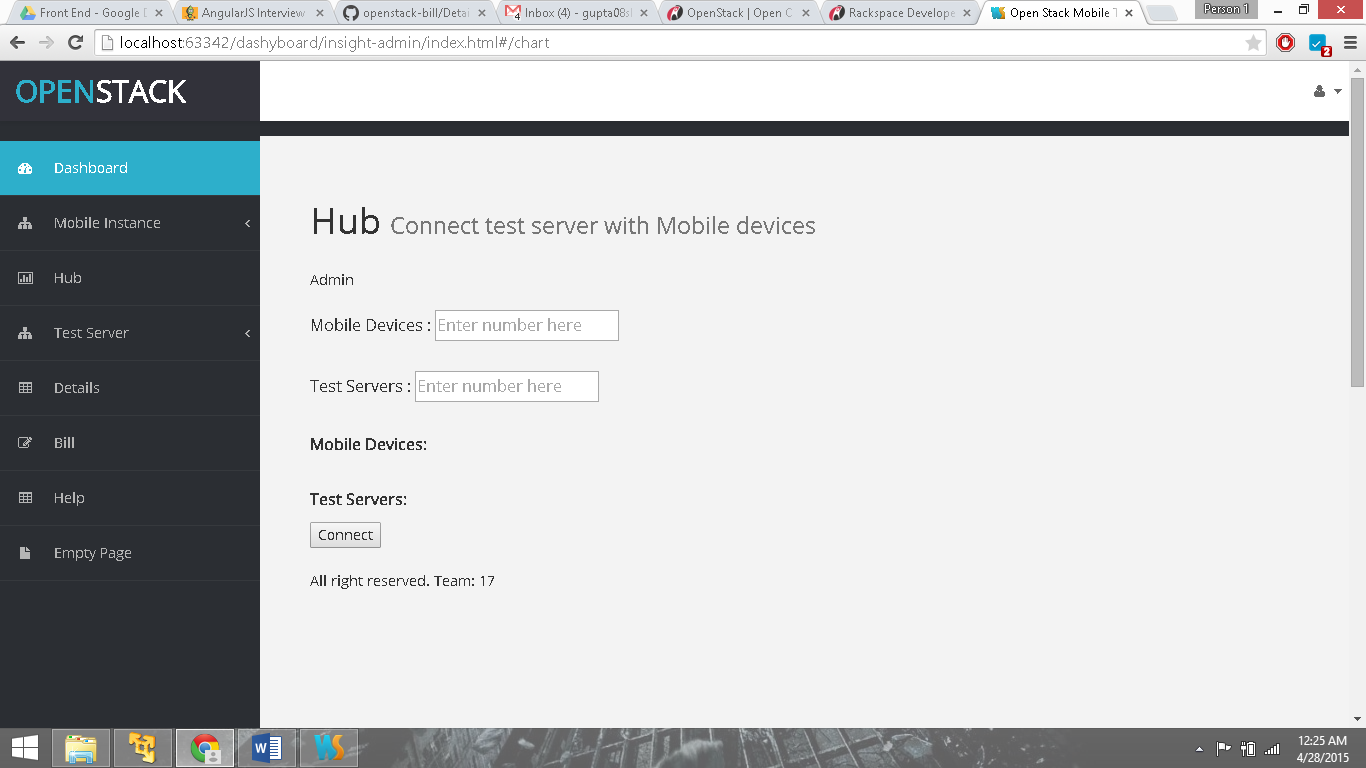 Front End - Google D
AngularJS Interview
openstack-bill/Detai
Inbox (4) - gupta08s
OpenStack | Open C
Rackspace Develope
Open Stack Mobile T
Person 1
localhost:63342/dashyboard/insight-admin/index.html#/chart
2
OPENSTACK
Dashboard
Mobile Instance
Hub
Test Server
Details
Bill
Help
Empty Page
Hub Connect test server with Mobile devices
Admin
Mobile Devices : Enter number here
Test Servers : Enter number here
Mobile Devices:
Test Servers:
Connect
All right reserved. Team: 17
12:25 AM
4/28/2015